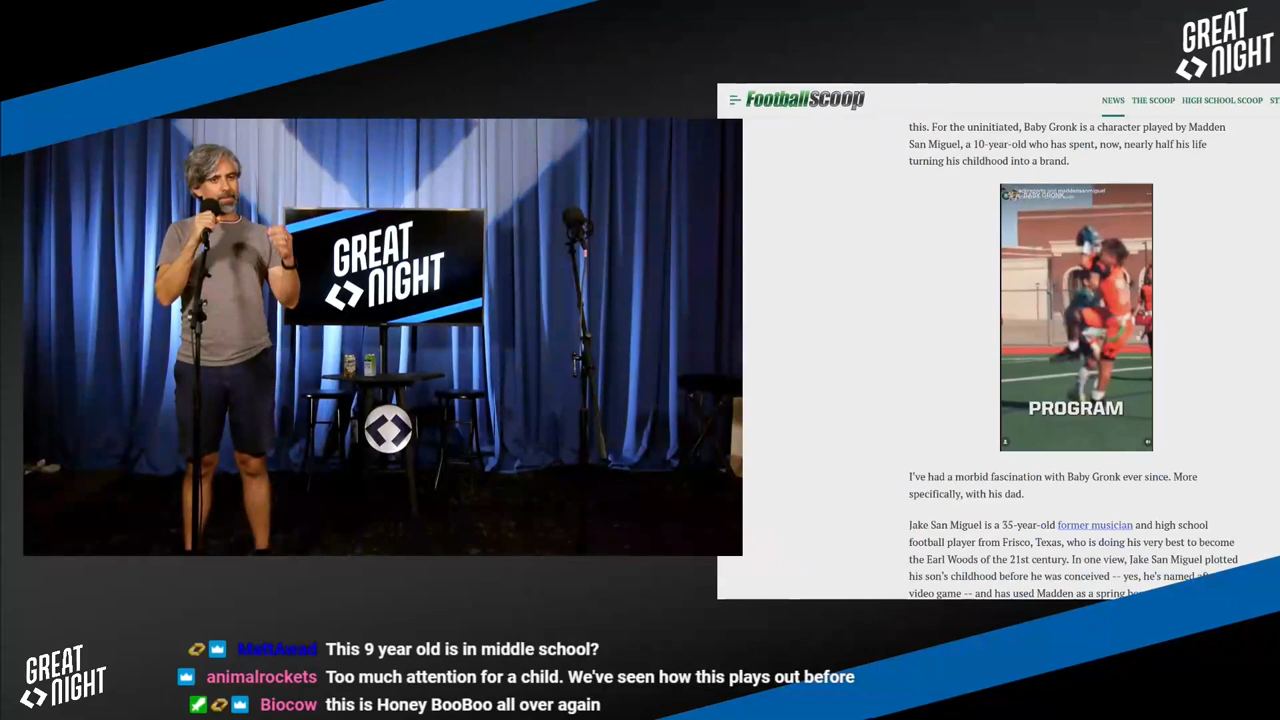 GREAT
NIGHT
FootballSCOOP
NEWS THE SCOOP HIGH SCHOOL SCOOP ST
this. For the uninitiated, Baby Gronk is a character played by Madden
San Miguel, a 10-year-old who has spent, now, nearly half his life
turning his childhood into a brand.
BABY GRONK
PROGRAM
I've had a morbid fascination with Baby Gronk ever since. More
specifically, with his dad.
Jake San Miguel is a 35-year-old former musician and high school
football player from Frisco, Texas, who is doing his very best to become
the Earl Woods of the 21st century. In one view, Jake San Miguel plotted
his son's childhood before he was conceived -- yes, he's named
video game -- and has used Madden as a spring
GREAT
NIGHT
GREAT
NIGHT
MattAwad This 9 year old is in middle school?
animalrockets Too much attention for a child. We've seen how this plays out before
Biocow this is Honey BooBoo all over again